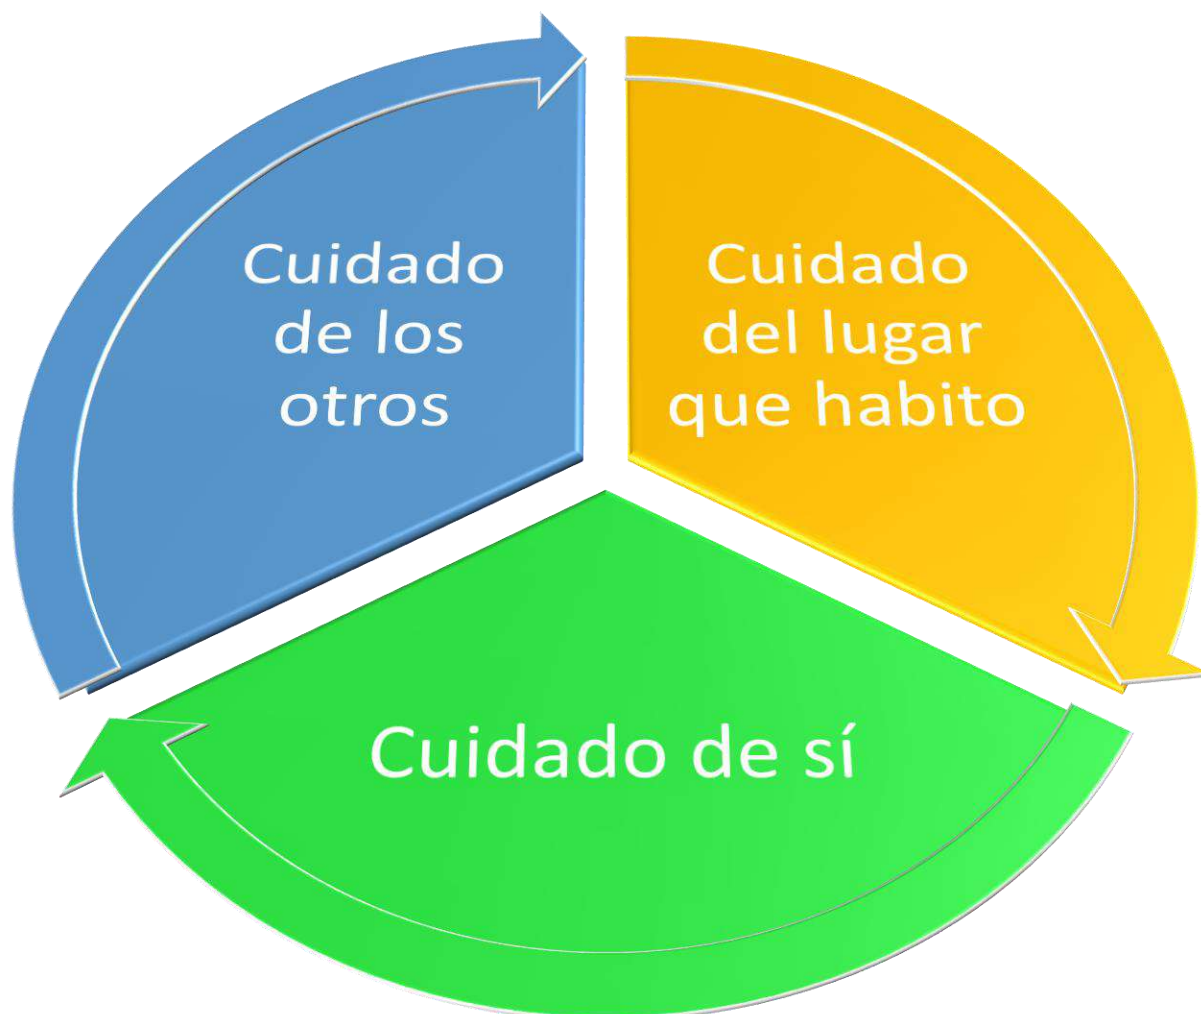 Cuidado
de los
otros
Cuidado
del lugar
que habito
Cuidado de sí